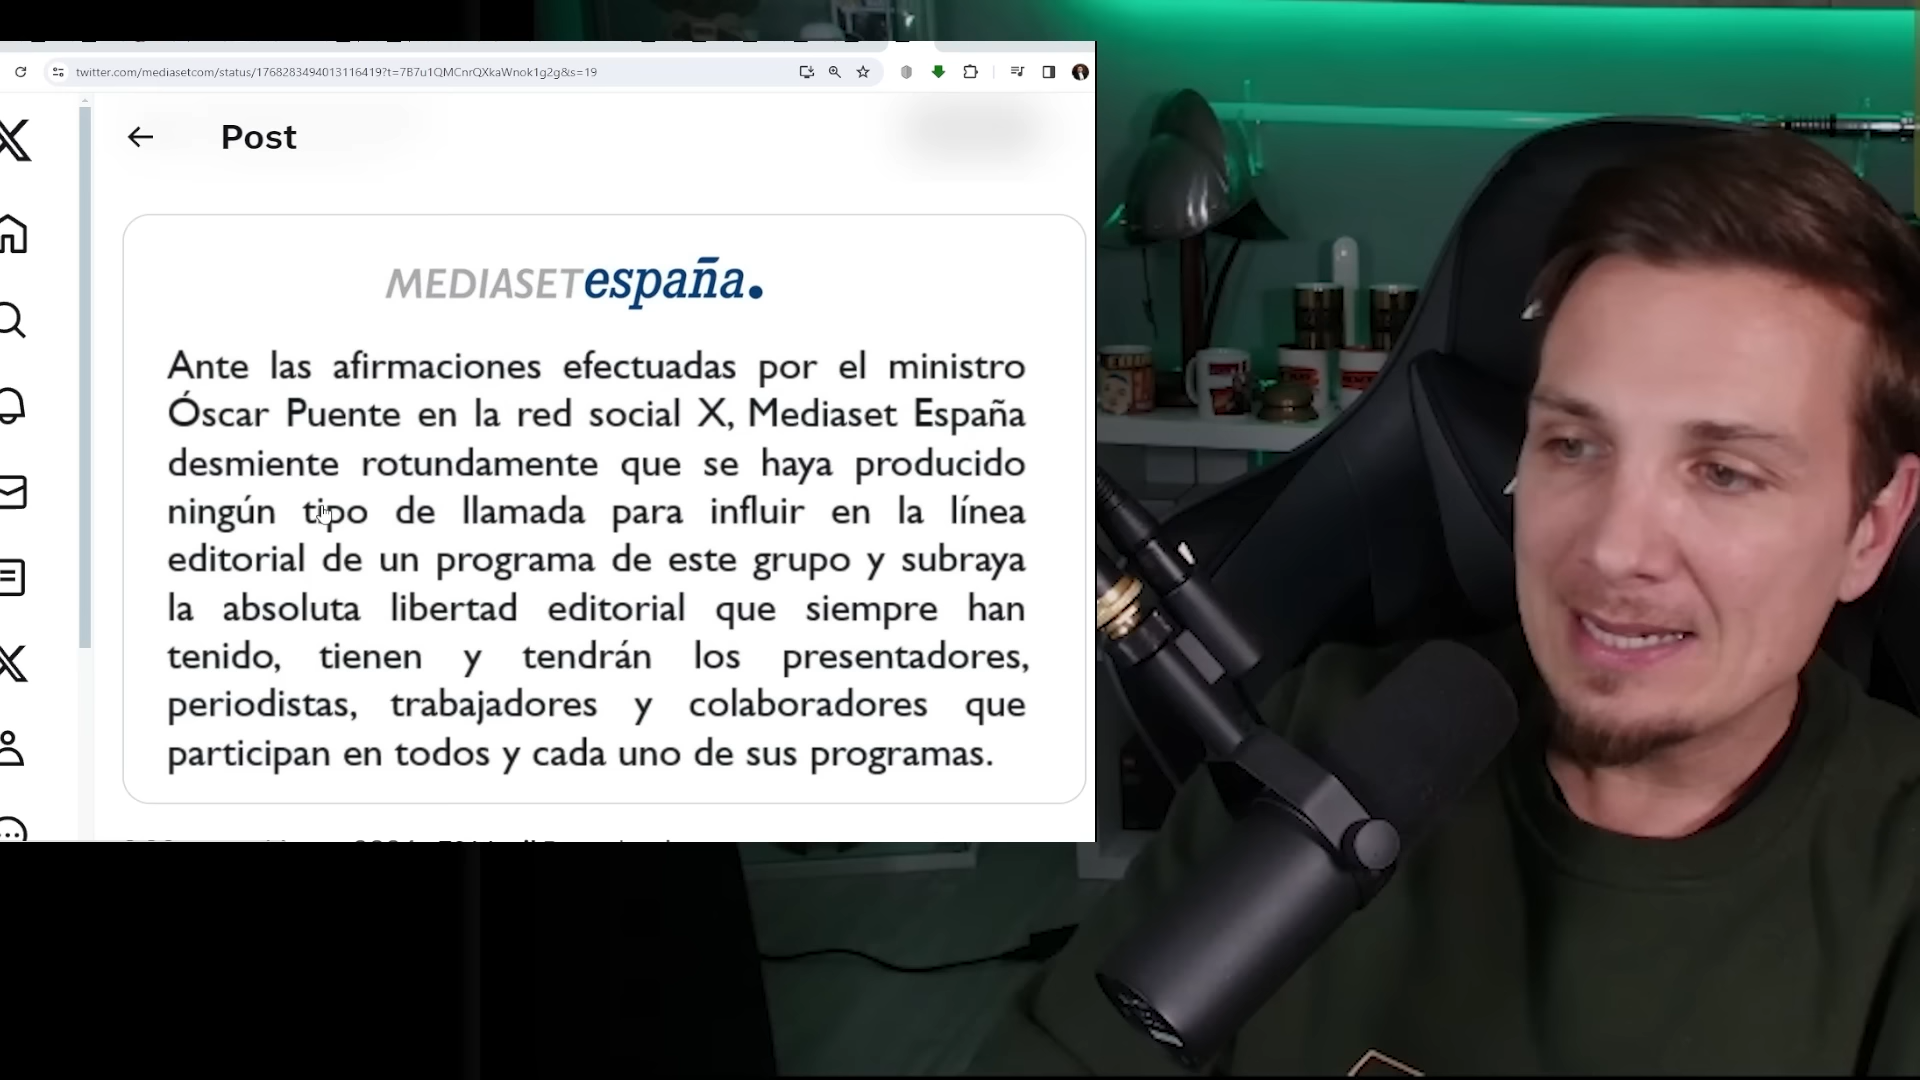 twitter.com/mediasetcom/status/1768283494013116419?t=7B7u1QMCnrQXkaWnok1g2g&s=19
Post
MEDIASETespaña.
Ante las afirmaciones efectuadas por el ministro
Óscar Puente en la red social X, Mediaset España
desmiente rotundamente que se haya producido
ningún tipo de llamada para influir en la línea
editorial de un programa de este grupo y subraya
la absoluta libertad editorial que siempre han
tenido, tienen y tendrán los presentadores,
periodistas, trabajadores y colaboradores que
participan en todos y cada uno de sus programas.